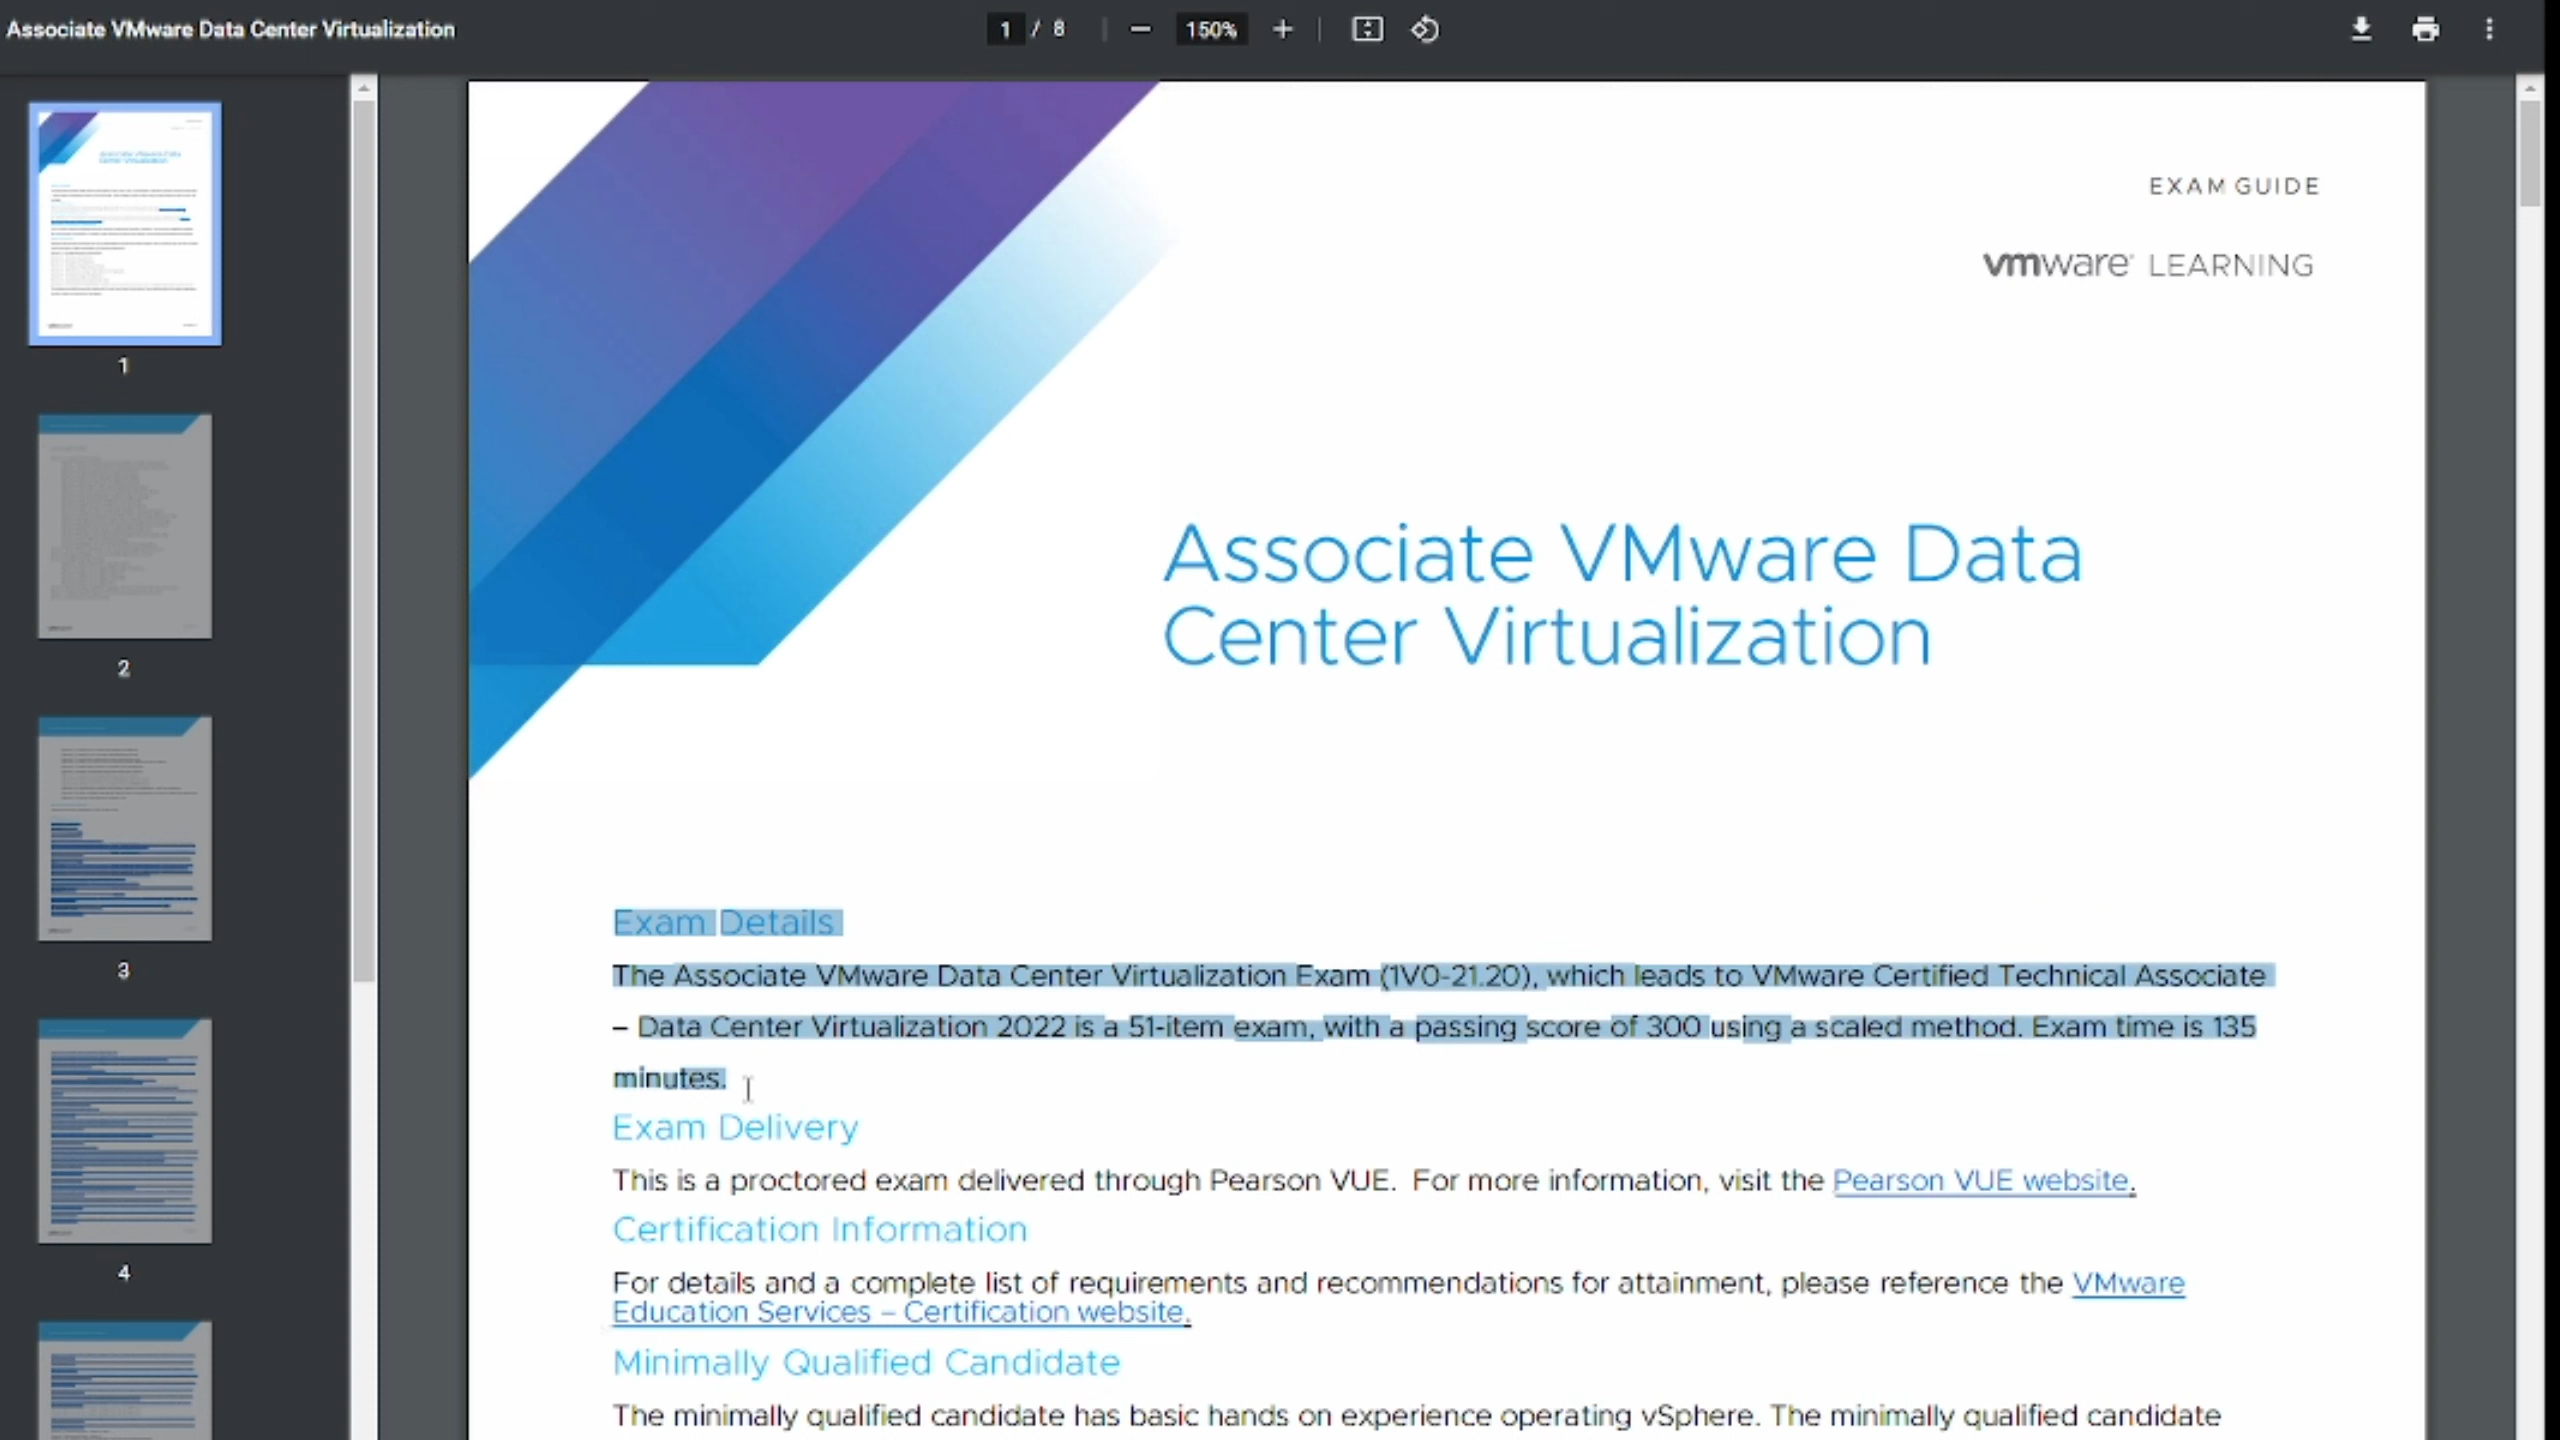 Associate VMware Data Center Virtualization
1 / 8
150%
1
2
3
4
EXAM GUIDE
vmware® LEARNING
Associate VMware Data
Center Virtualization
Exam Details
The Associate VMware Data Center Virtualization Exam (1V0-21.20), which leads to VMware Certified Technical Associate
– Data Center Virtualization 2022 is a 51-item exam, with a passing score of 300 using a scaled method. Exam time is 135
minutes.
Exam Delivery
This is a proctored exam delivered through Pearson VUE. For more information, visit the Pearson VUE website.
Certification Information
For details and a complete list of requirements and recommendations for attainment, please reference the VMware
Education Services – Certification website.
Minimally Qualified Candidate
The minimally qualified candidate has basic hands on experience operating vSphere. The minimally qualified candidate